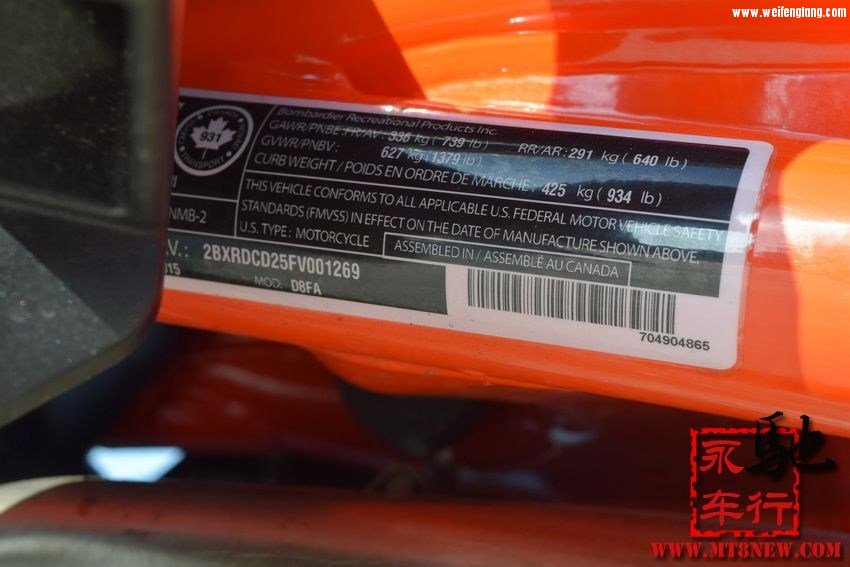 www.weifengtang.com
931
TRANSPORT
Bombardier Recreational Products Inc.
GAWR/PNBE FR/AV: 336 kg ( 739 lb) RR/AR: 291 kg ( 640 lb)
GVWR/PNBV: 627 kg (1379 lb)
CURB WEIGHT / POIDS EN ORDRE DE MARCHE : 425 kg ( 934 lb)
THIS VEHICLE CONFORMS TO ALL APPLICABLE U.S. FEDERAL MOTOR VEHICLE SAFETY
STANDARDS (FMVSS) IN EFFECT ON THE DATE OF MANUFACTURE SHOWN ABOVE.
NMB-2
U.S. TYPE : MOTORCYCLE
ASSEMBLED IN / ASSEMBLÉ AU CANADA
.V.: 2BXRDCD25FV001269
015
MOD: D8FA
704904865
永驰
车行
WWW.MT8NEW.COM